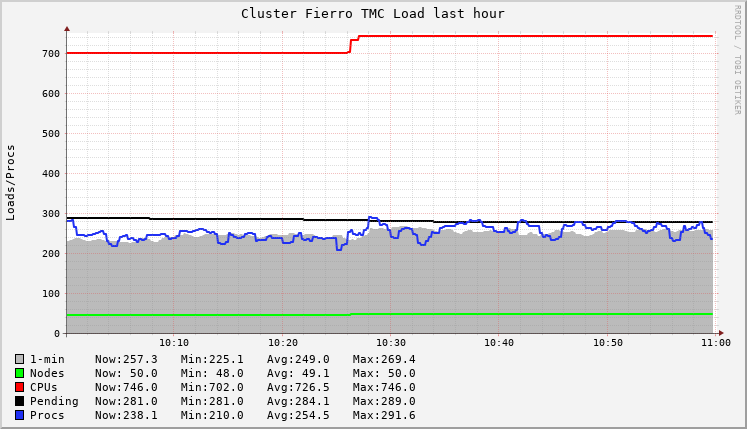 Cluster Fierro TMC Load last hour
RRDTOOL / TOBI OETIKER
Loads/Procs
700
600
500
400
300
200
100
0
10:10 10:20 10:30 10:40 10:50 11:00
1-min Now:257.3 Min:225.1 Avg:249.0 Max:269.4
Nodes Now: 50.0 Min: 48.0 Avg: 49.1 Max: 50.0
CPUs Now:746.0 Min:702.0 Avg:726.5 Max:746.0
Pending Now:281.0 Min:281.0 Avg:284.1 Max:289.0
Procs Now:238.1 Min:210.0 Avg:254.5 Max:291.6